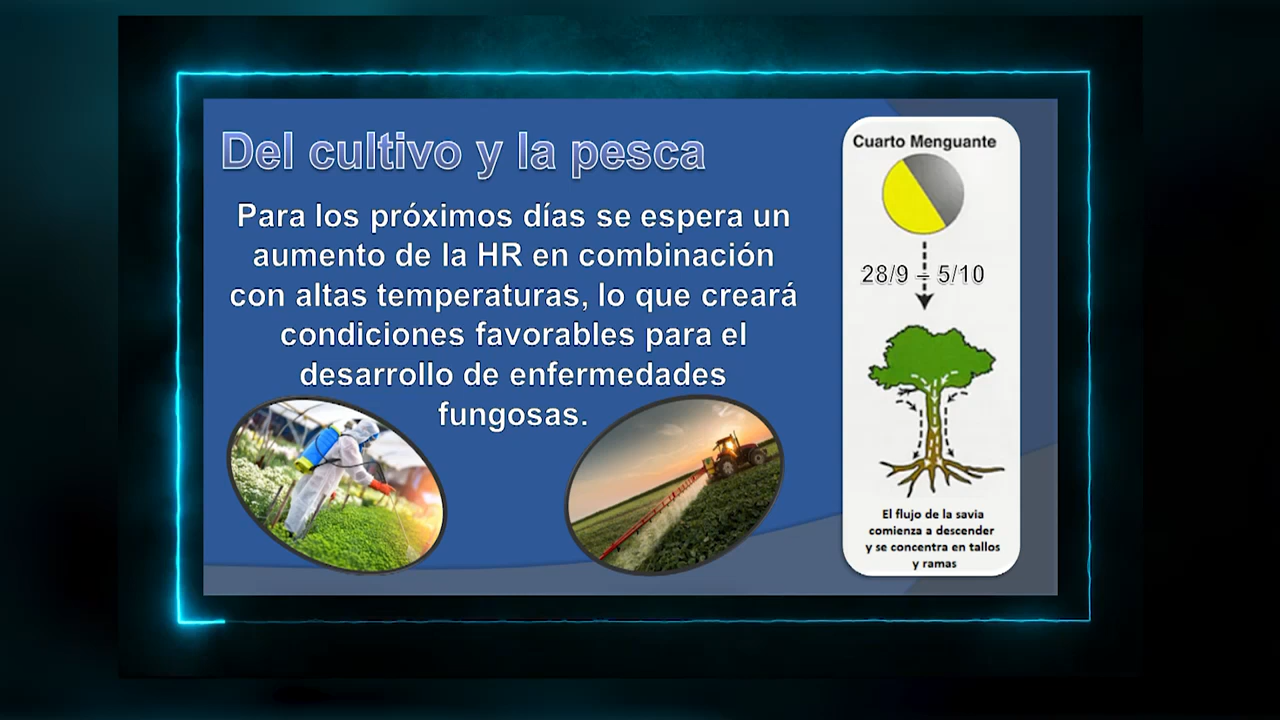 Del cultivo y la pesca
Para los próximos días se espera un
aumento de la HR en combinación
con altas temperaturas, lo que creará
condiciones favorables para el
desarrollo de enfermedades
fungosas.
Cuarto Menguante
28/9 – 5/10
El flujo de la savia
comienza a descender
y se concentra en tallos
y ramas